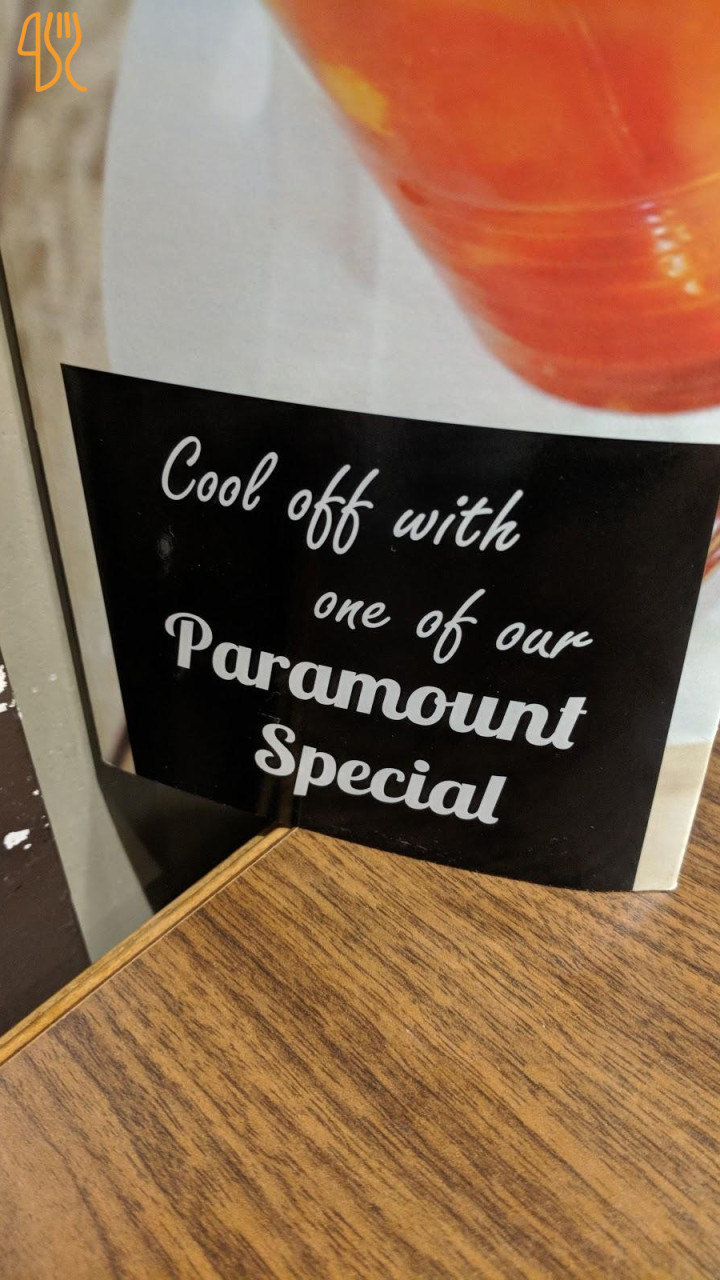 Cool off with
one of our
Paramount
Special